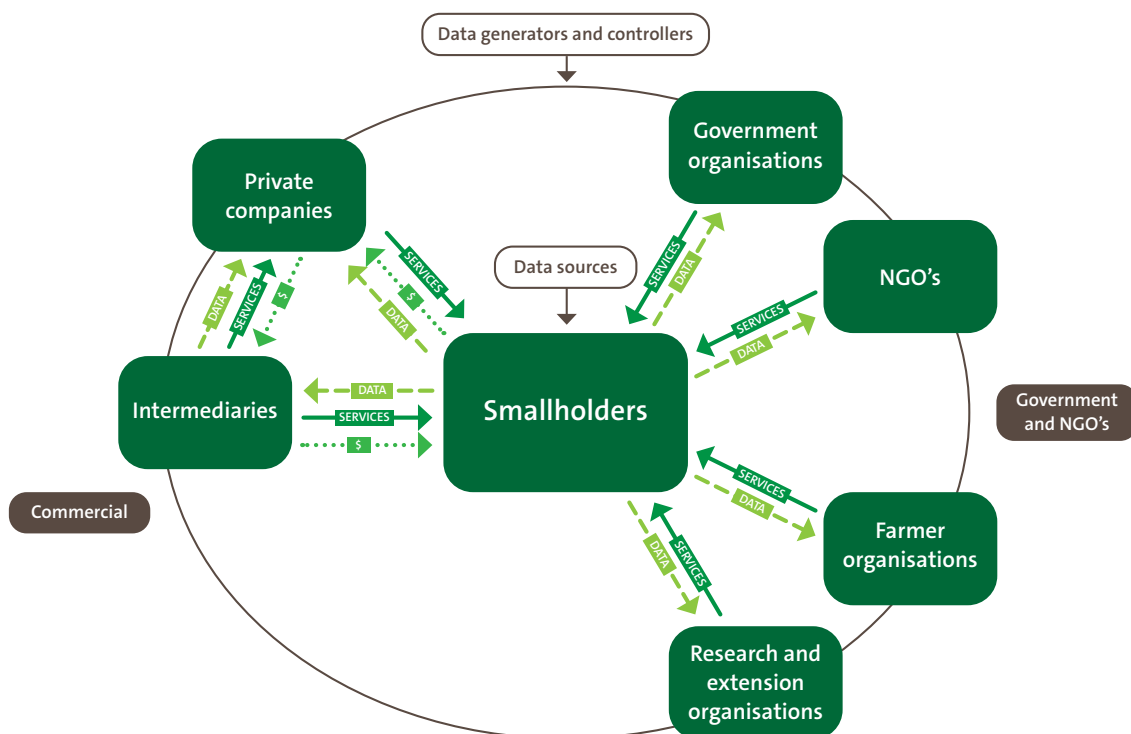 Data generators and controllers
Government
organisations
Private
companies
SERVICES
DATA
NGO's
Data sources
SERVICES
$
DATA
DATA
SERVICES
$
SERVICES
DATA
Smallholders
Intermediaries
DATA
SERVICES
$
Government
and NGO's
Commercial
SERVICES
DATA
Farmer
organisations
DATA
SERVICES
Research and
extension
organisations